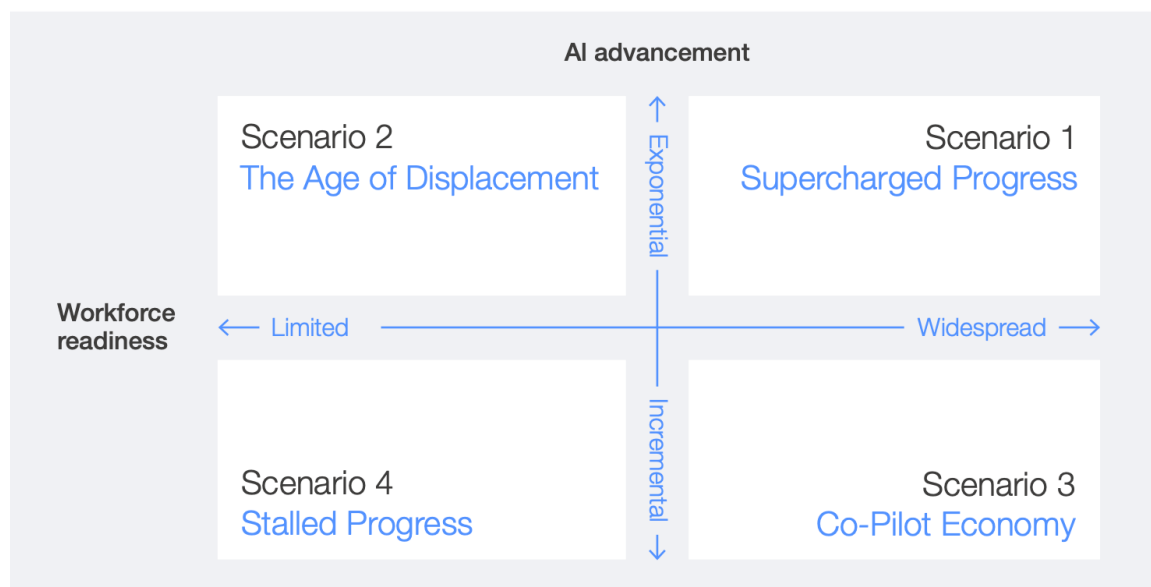 AI advancement
Scenario 2
The Age of Displacement
Exponential
Scenario 1
Supercharged Progress
Workforce
readiness
Limited
Widespread
Scenario 4
Stalled Progress
Incremental
Scenario 3
Co-Pilot Economy